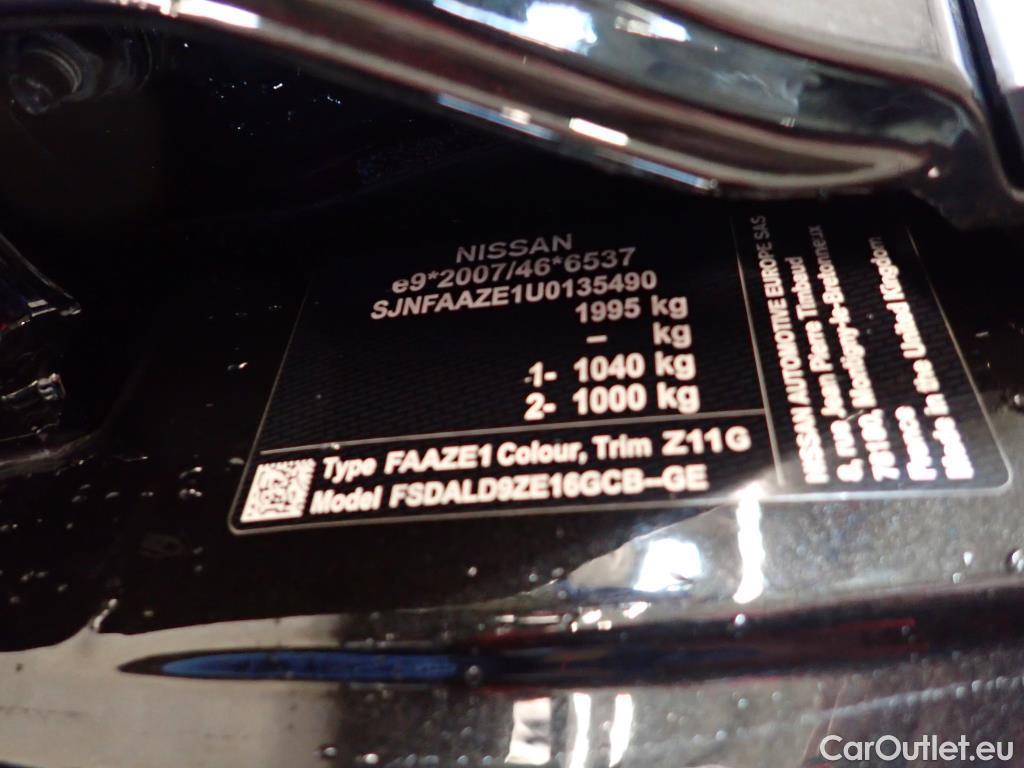 NISSAN
e9*2007/46*6537
SJNFAAZE1U0135490
1995 kg
– kg
1- 1040 kg
2- 1000 kg
Type FAAZE1 Colour, Trim Z11G
Model FSDALD9ZE16GCB--GE
NISSAN AUTOMOTIVE EUROPE SAS
8, rue Jean Pierre Timbaud
78180, Montigny-le-Bretonneux
France
Made in the United Kingdom
CarOutlet.eu